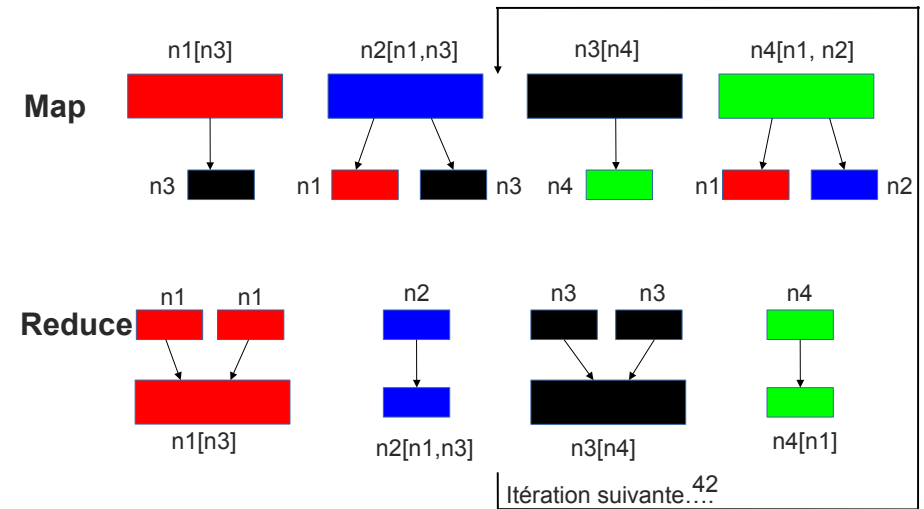 n1[n3] n2[n1,n3] n3[n4] n4[n1, n2]
Map
n3 n1 n3 n4 n1 n2
n1 n1 n2 n3 n3 n4
Reduce
n1[n3] n2[n1,n3] n3[n4] n4[n1]
Itération suivante….
42